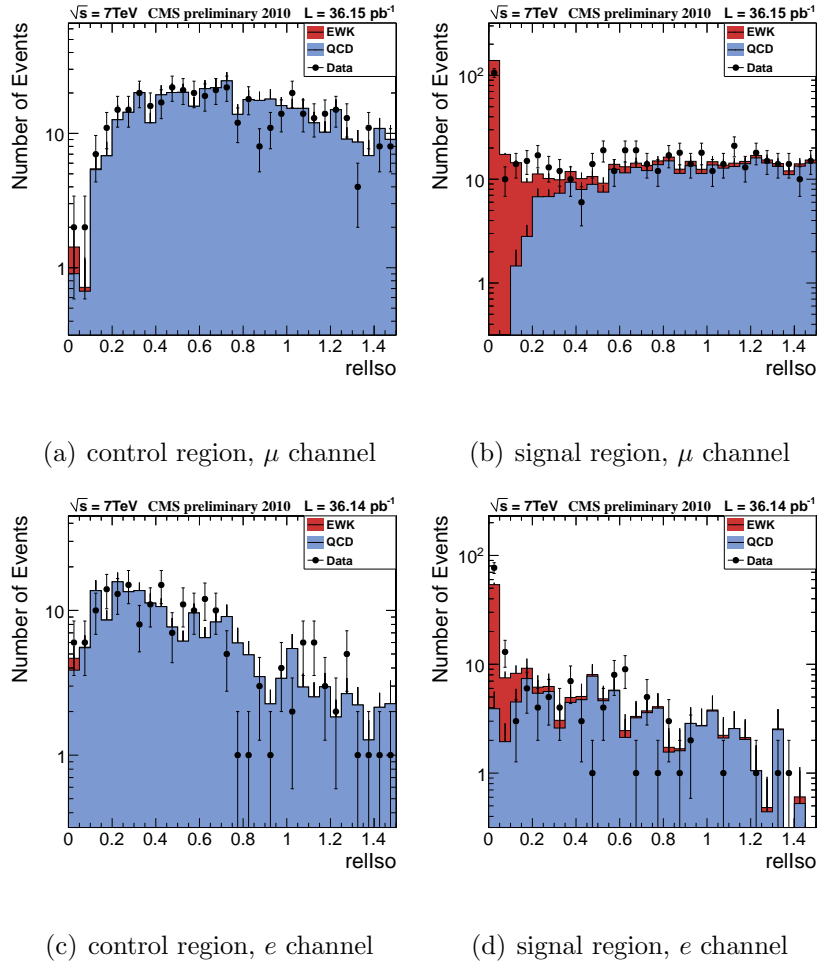 √s = 7TeV CMS preliminary 2010 L = 36.15 pb⁻¹
EWK
QCD
Data
Number of Events
10
1
0 0.2 0.4 0.6 0.8 1 1.2 1.4
relIso
(a) control region, μ channel
√s = 7TeV CMS preliminary 2010 L = 36.15 pb⁻¹
EWK
QCD
Data
Number of Events
10²
10
1
0 0.2 0.4 0.6 0.8 1 1.2 1.4
relIso
(b) signal region, μ channel
√s = 7TeV CMS preliminary 2010 L = 36.14 pb⁻¹
EWK
QCD
Data
Number of Events
10
1
0 0.2 0.4 0.6 0.8 1 1.2 1.4
relIso
(c) control region, e channel
√s = 7TeV CMS preliminary 2010 L = 36.14 pb⁻¹
EWK
QCD
Data
Number of Events
10²
10
1
0 0.2 0.4 0.6 0.8 1 1.2 1.4
relIso
(d) signal region, e channel